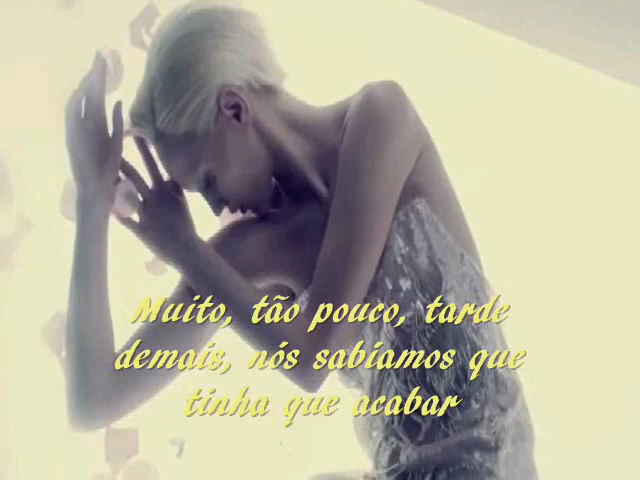 Muito, tão pouco, tarde
demais, nós sabíamos que
tinha que acabar